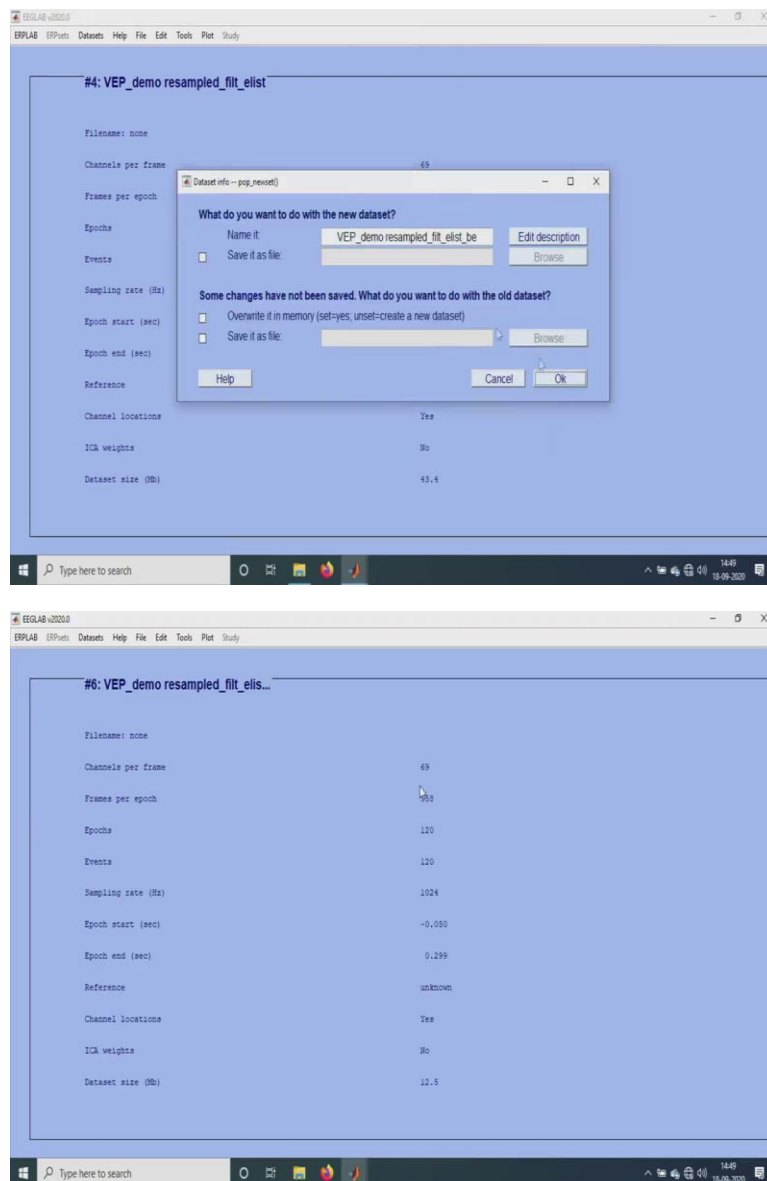 EEGLAB v2020.0
ERPLAB ERPsets Datasets Help File Edit Tools Plot Study
#4: VEP_demo resampled_filt_elist
Filename: none
Channels per frame 69
Frames per epoch
Epochs
Events
Sampling rate (Hz)
Epoch start (sec)
Epoch end (sec)
Reference
Channel locations Yes
ICA weights No
Dataset size (Mb) 43.4
Dataset info -- pop_newset()
What do you want to do with the new dataset?
Name it: VEP_demo resampled_filt_elist_be Edit description
Save it as file: Browse
Some changes have not been saved. What do you want to do with the old dataset?
Overwrite it in memory (set=yes; unset=create a new dataset)
Save it as file: Browse
Help Cancel Ok
Type here to search
14:49
18-09-2020
EEGLAB v2020.0
ERPLAB ERPsets Datasets Help File Edit Tools Plot Study
#6: VEP_demo resampled_filt_elis...
Filename: none
Channels per frame 69
Frames per epoch
Epochs 120
Events 120
Sampling rate (Hz) 1024
Epoch start (sec) -0.050
Epoch end (sec) 0.299
Reference unknown
Channel locations Yes
ICA weights No
Dataset size (Mb) 12.5
Type here to search
14:49
18-09-2020